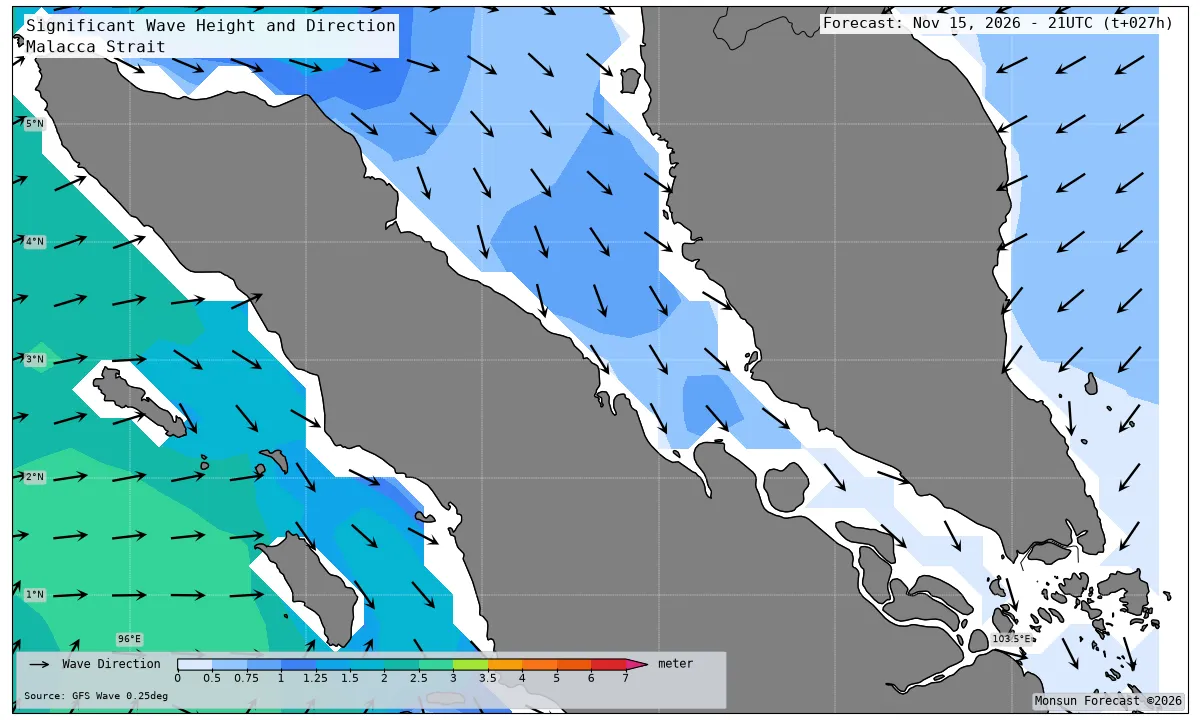 Significant Wave Height and Direction
Malacca Strait
Forecast: Nov 15, 2026 - 21UTC (t+027h)
5°N
4°N
3°N
2°N
1°N
96°E
103.5°E
Wave Direction
meter
0 0.5 0.75 1 1.25 1.5 2 2.5 3 3.5 4 5 6 7
Source: GFS Wave 0.25deg
Monsun Forecast ©2026